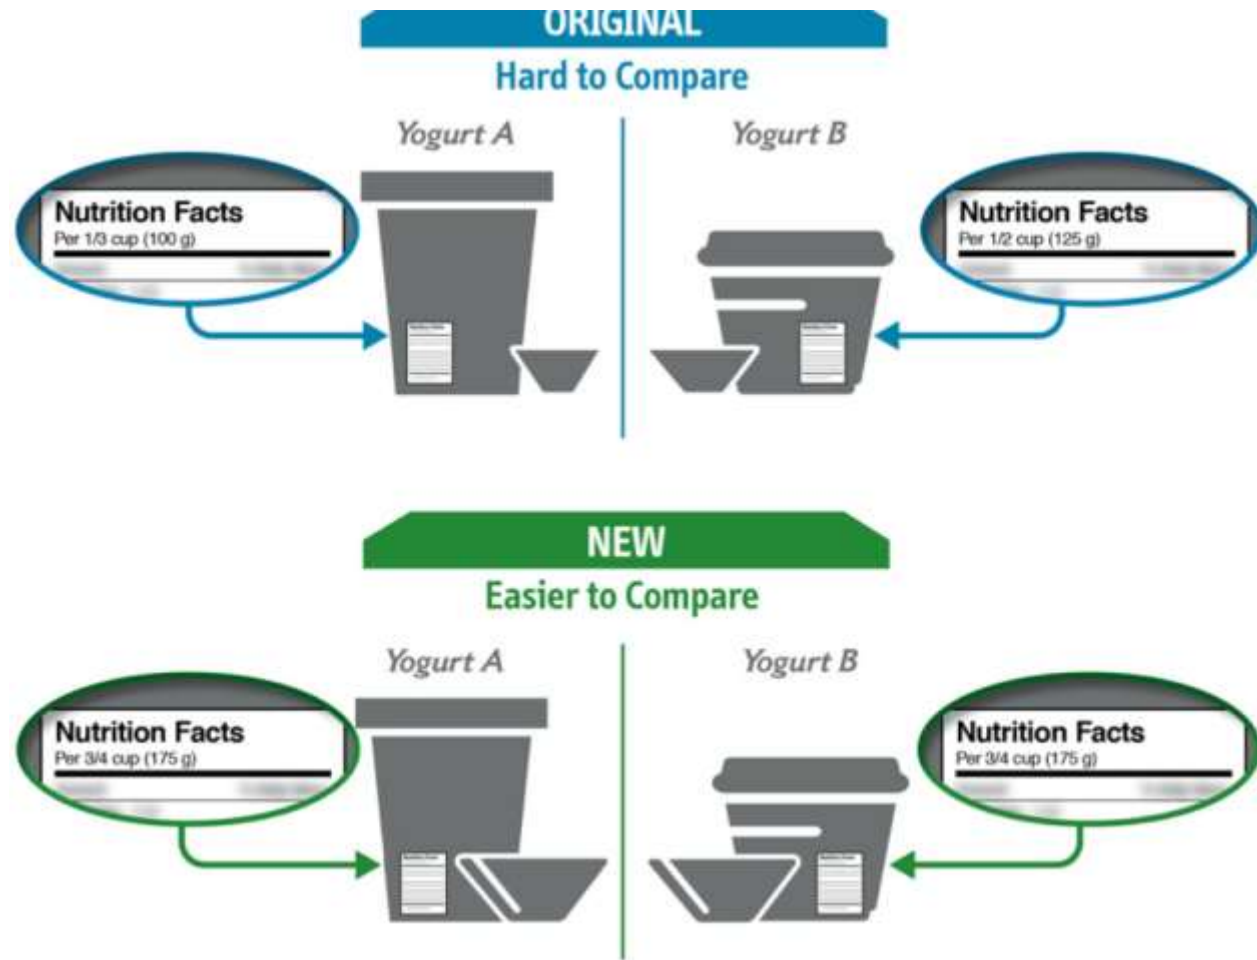 ORIGINAL
Hard to Compare
Yogurt A
Yogurt B
Nutrition Facts
Per 1/3 cup (100 g)
Nutrition Facts
Per 1/2 cup (125 g)
NEW
Easier to Compare
Yogurt A
Yogurt B
Nutrition Facts
Per 3/4 cup (175 g)
Nutrition Facts
Per 3/4 cup (175 g)